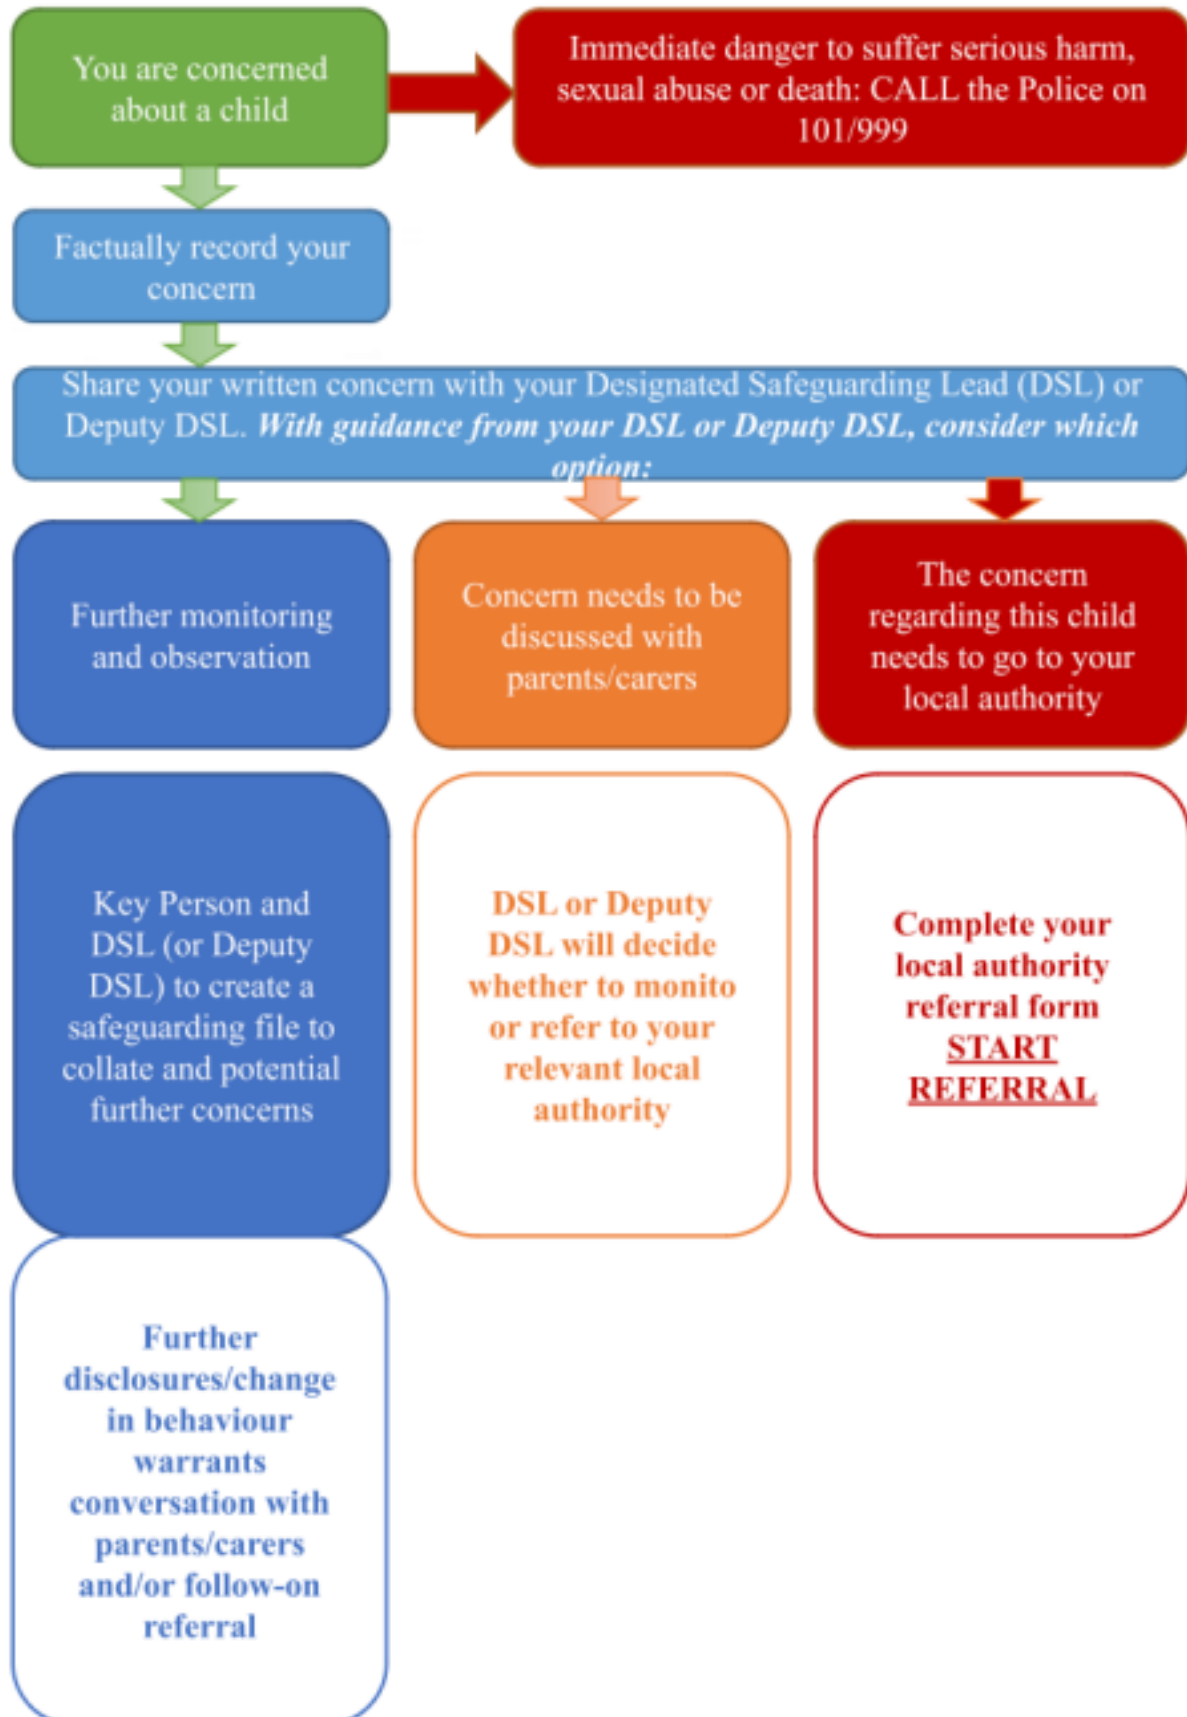 You are concerned
about a child
Immediate danger to suffer serious harm,
sexual abuse or death: CALL the Police on
101/999
Factually record your
concern
Share your written concern with your Designated Safeguarding Lead (DSL) or
Deputy DSL. With guidance from your DSL or Deputy DSL, consider which
option:
Further monitoring
and observation
Concern needs to be
discussed with
parents/carers
The concern
regarding this child
needs to go to your
local authority
Key Person and
DSL (or Deputy
DSL) to create a
safeguarding file to
collate and potential
further concerns
DSL or Deputy
DSL will decide
whether to monito
or refer to your
relevant local
authority
Complete your
local authority
referral form
START
REFERRAL
Further
disclosures/change
in behaviour
warrants
conversation with
parents/carers
and/or follow-on
referral